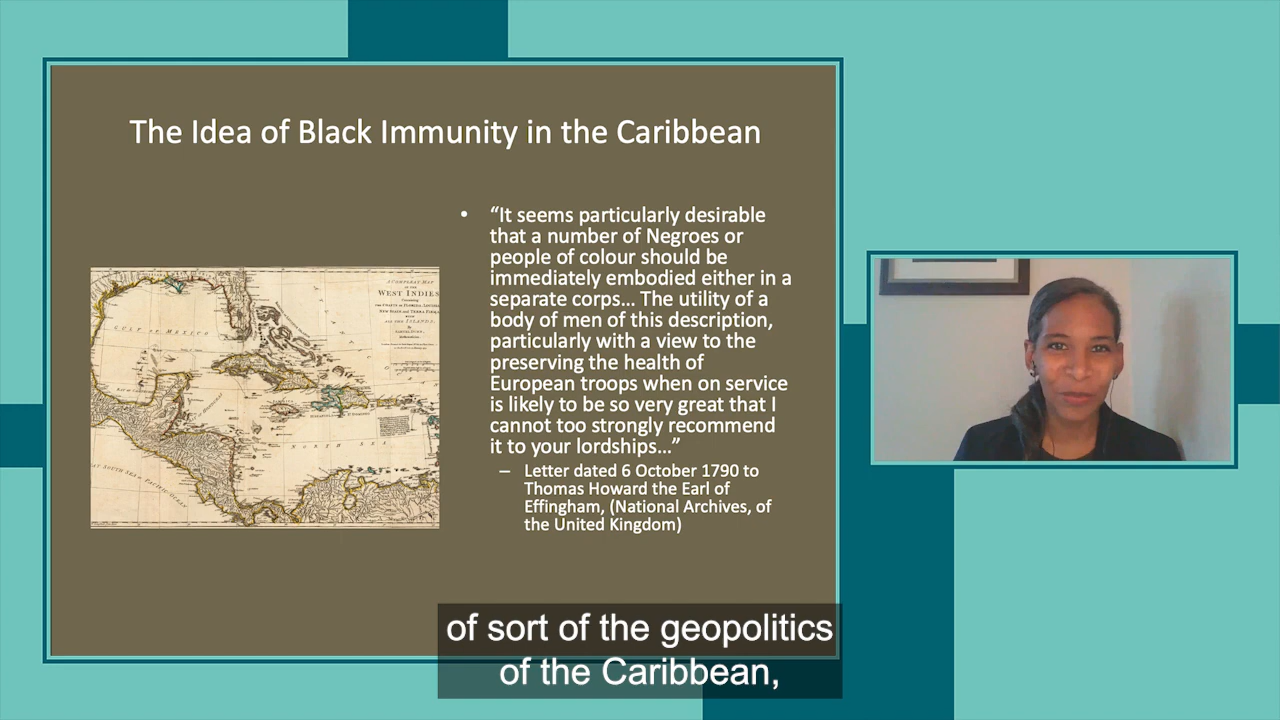 The Idea of Black Immunity in the Caribbean
• “It seems particularly desirable
that a number of Negroes or
people of colour should be
immediately embodied either in a
separate corps… The utility of a
body of men of this description,
particularly with a view to the
preserving the health of
European troops when on service
is likely to be so very great that I
cannot too strongly recommend
it to your lordships…”
– Letter dated 6 October 1790 to
Thomas Howard the Earl of
Effingham, (National Archives, of
the United Kingdom)
WEST INDIES
GULF OF MEXICO
NORTH SEA
of sort of the geopolitics
of the Caribbean,